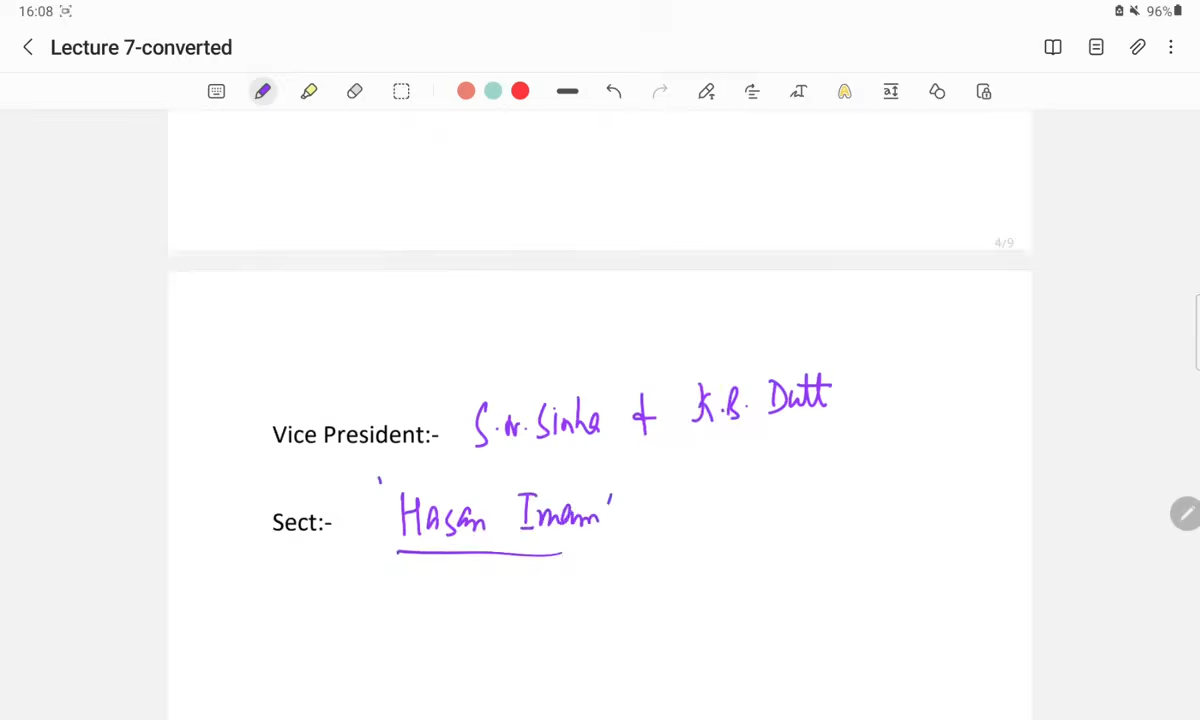 16:08 96%
Lecture 7-converted
4/9
Vice President:- S.N. Sinha & K.B. Dutt
Sect:- 'Hasan Imam'